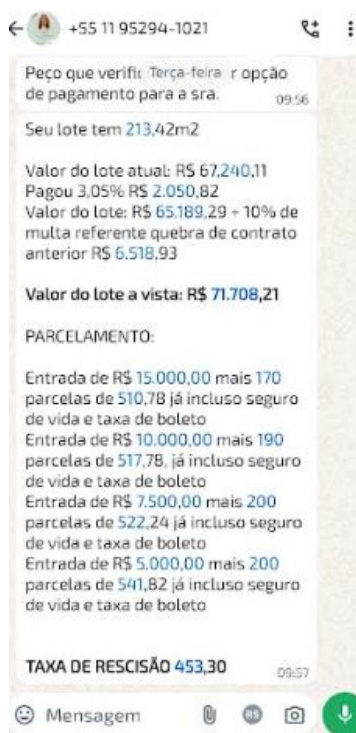 +55 11 95294-1021
Peço que verific Terça-feira r opção
de pagamento para a sra.
09:56
Seu lote tem 213,42m2
Valor do lote atual: R$ 67,240,11
Pagou 3,05% R$ 2.050,82
Valor do lote: R$ 65.189,29 + 10% de
multa referente quebra de contrato
anterior R$ 6.518,93
Valor do lote a vista: R$ 71.708,21
PARCELAMENTO:
Entrada de R$ 15.000,00 mais 170
parcelas de 510,78 já incluso seguro
de vida e taxa de boleto
Entrada de R$ 10.000,00 mais 190
parcelas de 517,78, já incluso seguro
de vida e taxa de boleto
Entrada de R$ 7.500,00 mais 200
parcelas de 522,24 já incluso seguro
de vida e taxa de boleto
Entrada de R$ 5.000,00 mais 200
parcelas de 541,82 já incluso seguro
de vida e taxa de boleto
TAXA DE RESCISÃO 453,30
09:57
Mensagem
R$